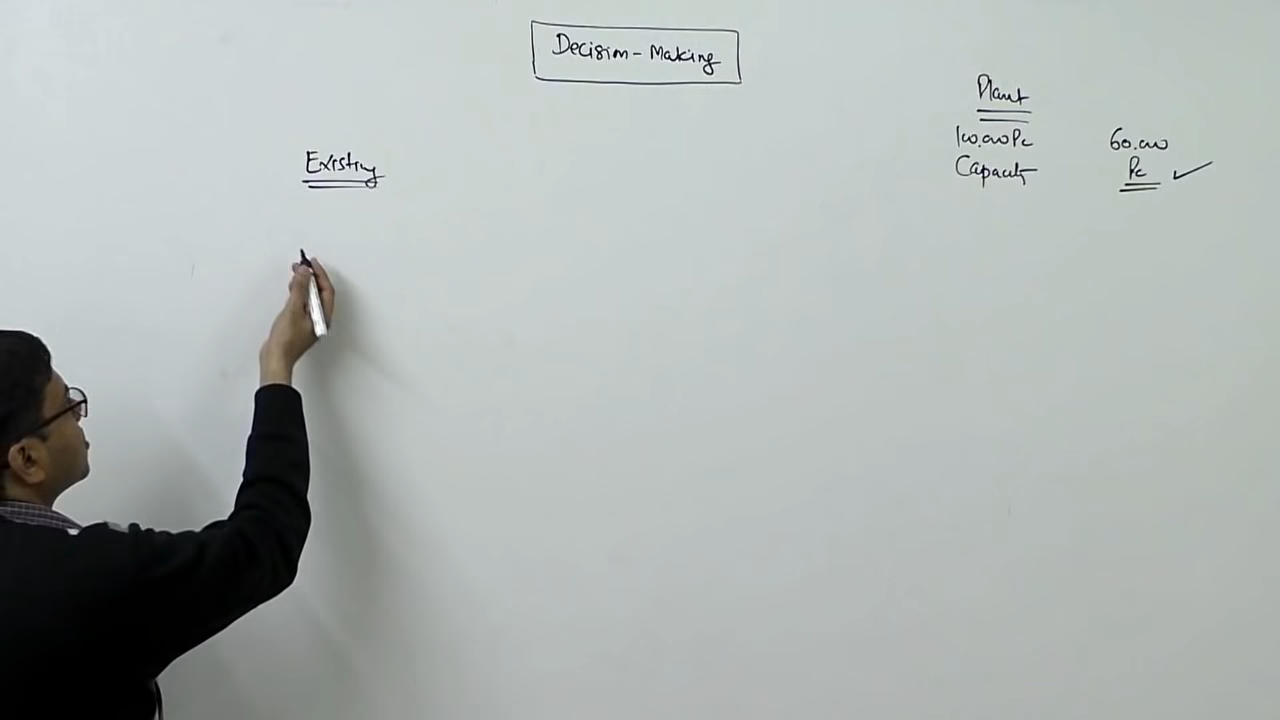 Decision-Making
Plant
100,000 Pc
Capacity
60,000
Pc
Existing